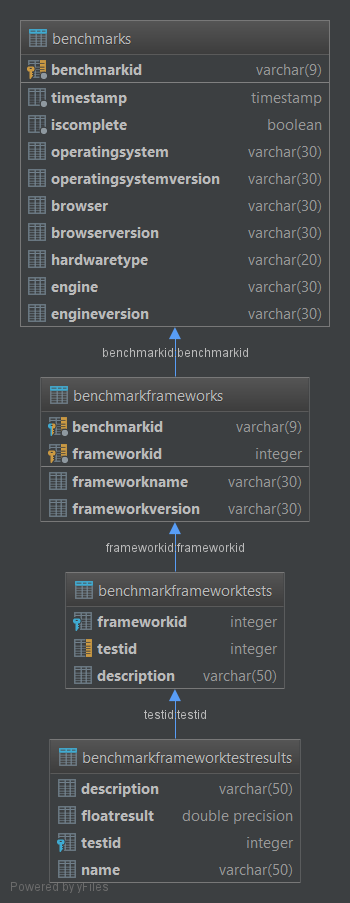 benchmarks
benchmarkid varchar(9)
timestamp timestamp
iscomplete boolean
operatingsystem varchar(30)
operatingsystemversion varchar(30)
browser varchar(30)
browserversion varchar(30)
hardwaretype varchar(20)
engine varchar(30)
engineversion varchar(30)
benchmarkid:benchmarkid
benchmarkframeworks
benchmarkid varchar(9)
frameworkid integer
frameworkname varchar(30)
frameworkversion varchar(30)
frameworkid:frameworkid
benchmarkframeworktests
frameworkid integer
testid integer
description varchar(50)
testid:testid
benchmarkframeworktestresults
description varchar(50)
floatresult double precision
testid integer
name varchar(50)
Powered by yFiles